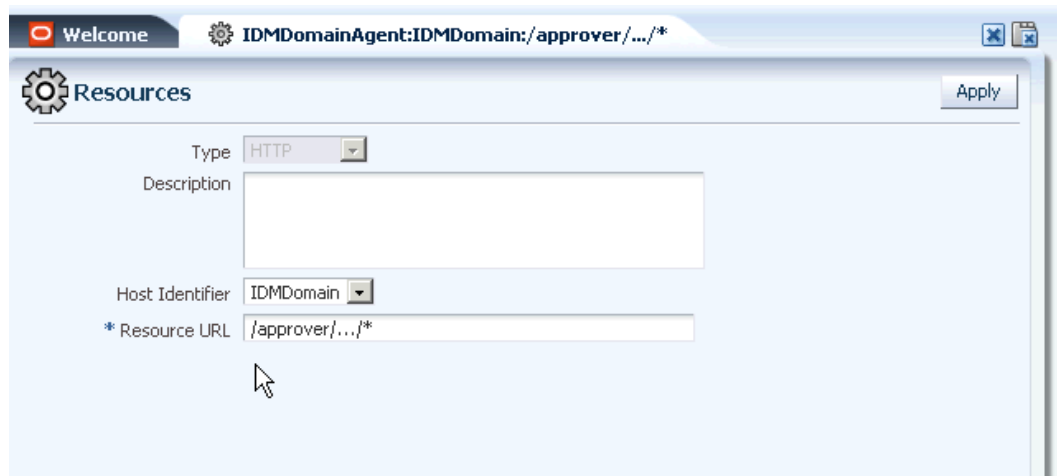 Welcome IDMDomainAgent:IDMDomain:/approver/.../*
Resources Apply
Type HTTP
Description
Host Identifier IDMDomain
* Resource URL /approver/.../*